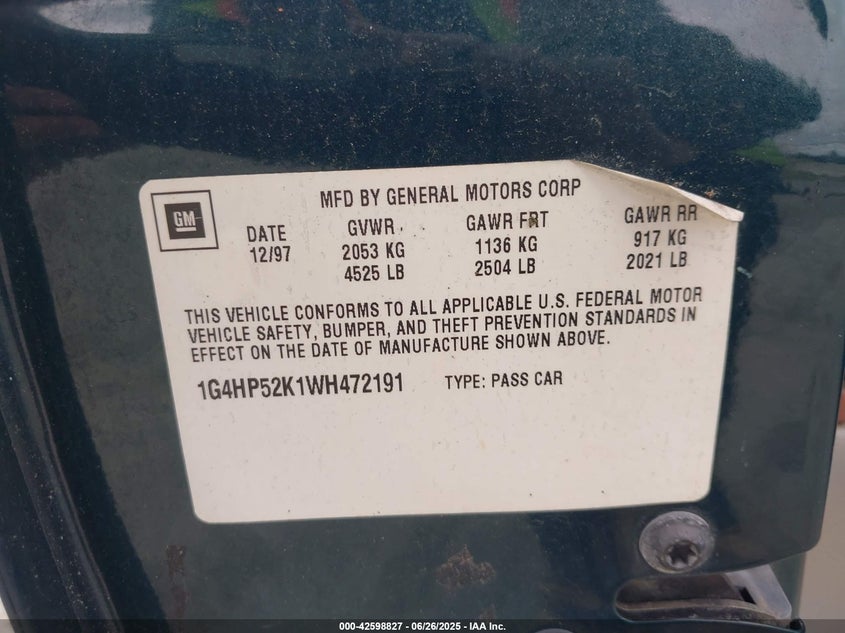 MFD BY GENERAL MOTORS CORP
GM
DATE GVWR GAWR FRT GAWR RR
12/97 2053 KG 1136 KG 917 KG
4525 LB 2504 LB 2021 LB
THIS VEHICLE CONFORMS TO ALL APPLICABLE U.S. FEDERAL MOTOR
VEHICLE SAFETY, BUMPER, AND THEFT PREVENTION STANDARDS IN
EFFECT ON THE DATE OF MANUFACTURE SHOWN ABOVE.
1G4HP52K1WH472191 TYPE: PASS CAR
000-42598827 - 06/26/2025 - IAA Inc.